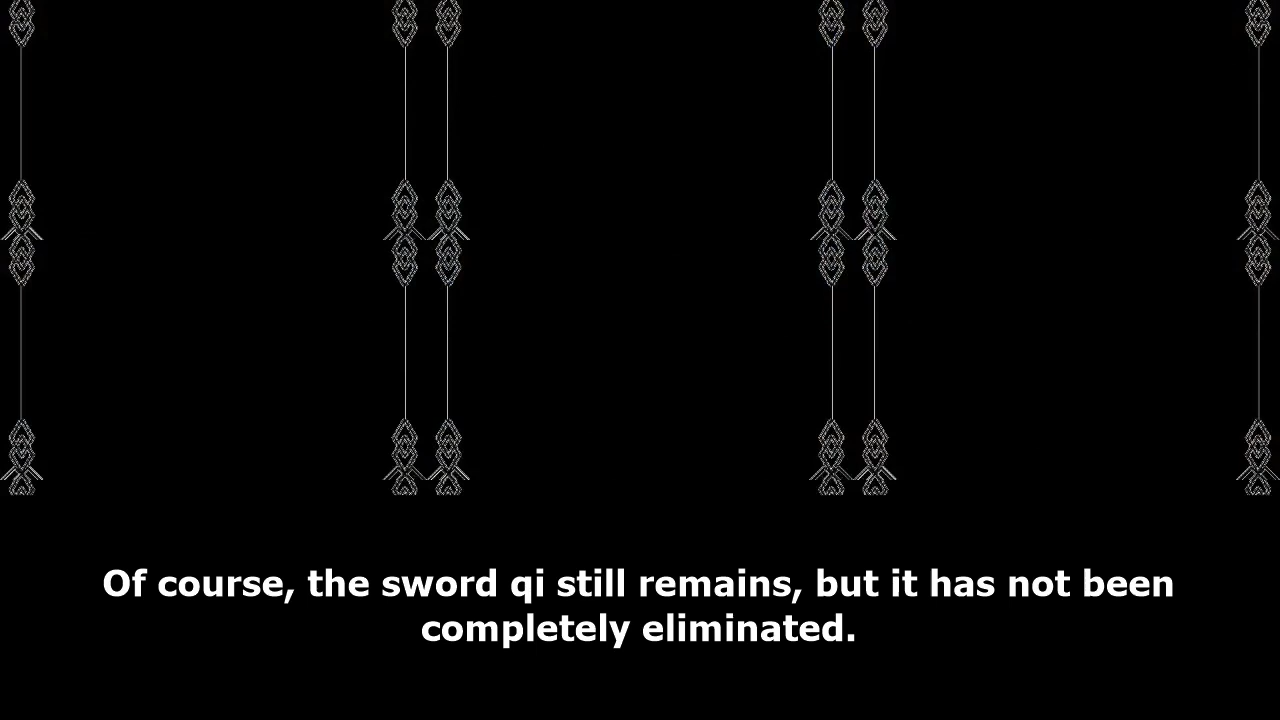 Of course, the sword qi still remains, but it has not been
completely eliminated.